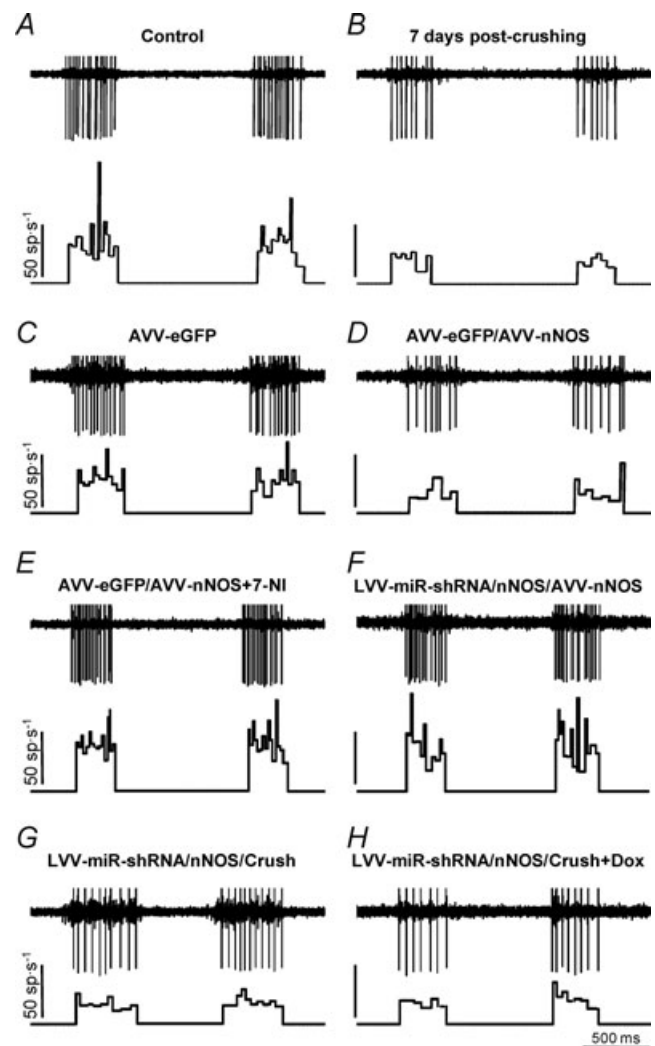 A
Control
50 sp·s⁻¹
B
7 days post-crushing
C
AVV-eGFP
50 sp·s⁻¹
D
AVV-eGFP/AVV-nNOS
E
AVV-eGFP/AVV-nNOS+7-NI
50 sp·s⁻¹
F
LVV-miR-shRNA/nNOS/AVV-nNOS
G
LVV-miR-shRNA/nNOS/Crush
50 sp·s⁻¹
H
LVV-miR-shRNA/nNOS/Crush+Dox
500 ms